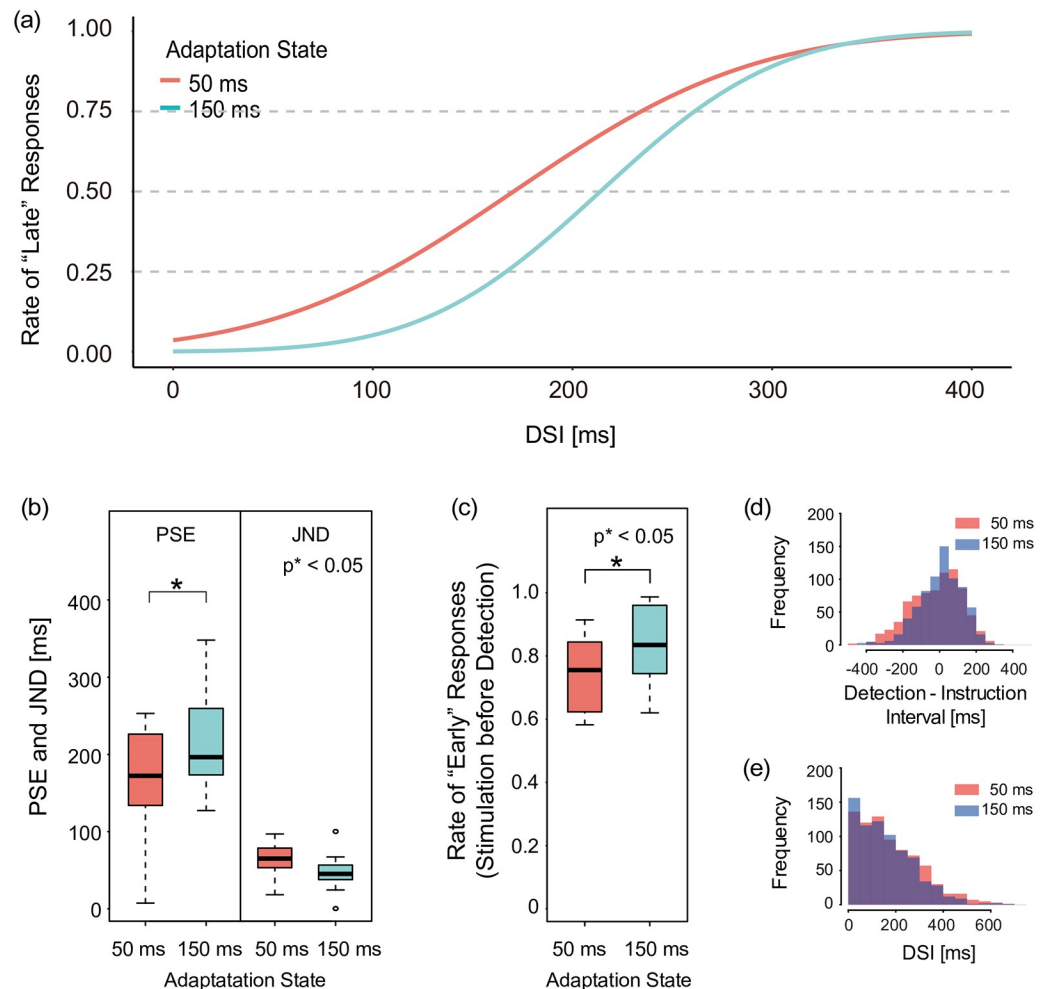 (a)
1.00
0.75
0.50
0.25
0.00
Rate of “Late” Responses
Adaptation State
50 ms
150 ms
0 100 200 300 400
DSI [ms]
(b)
PSE JND
p* < 0.05
*
400
300
200
100
0
PSE and JND [ms]
50 ms 150 ms 50 ms 150 ms
Adaptatation State
(c)
p* < 0.05
*
1.0
0.8
0.6
0.4
0.2
0
Rate of “Early” Responses
(Stimulation before Detection)
50 ms 150 ms
Adaptatation State
(d)
200
150
100
50
0
Frequency
50 ms
150 ms
-400 -200 0 200 400
Detection - Instruction
Interval [ms]
(e)
200
150
100
50
0
Frequency
50 ms
150 ms
0 200 400 600
DSI [ms]